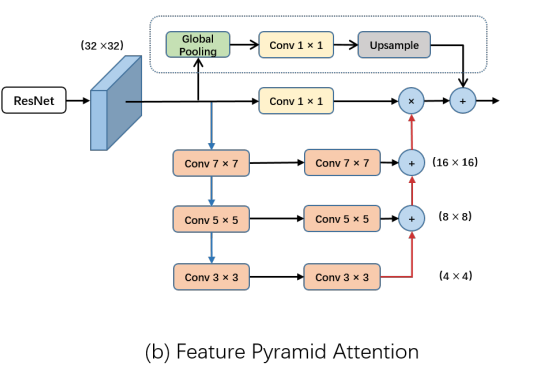 Global
Pooling
Conv 1 × 1
Upsample
(32 ×32)
ResNet
Conv 1 × 1
×
+
Conv 7 × 7
Conv 7 × 7
+
(16 × 16)
Conv 5 × 5
Conv 5 × 5
+
(8 × 8)
Conv 3 × 3
Conv 3 × 3
(4 × 4)
(b) Feature Pyramid Attention